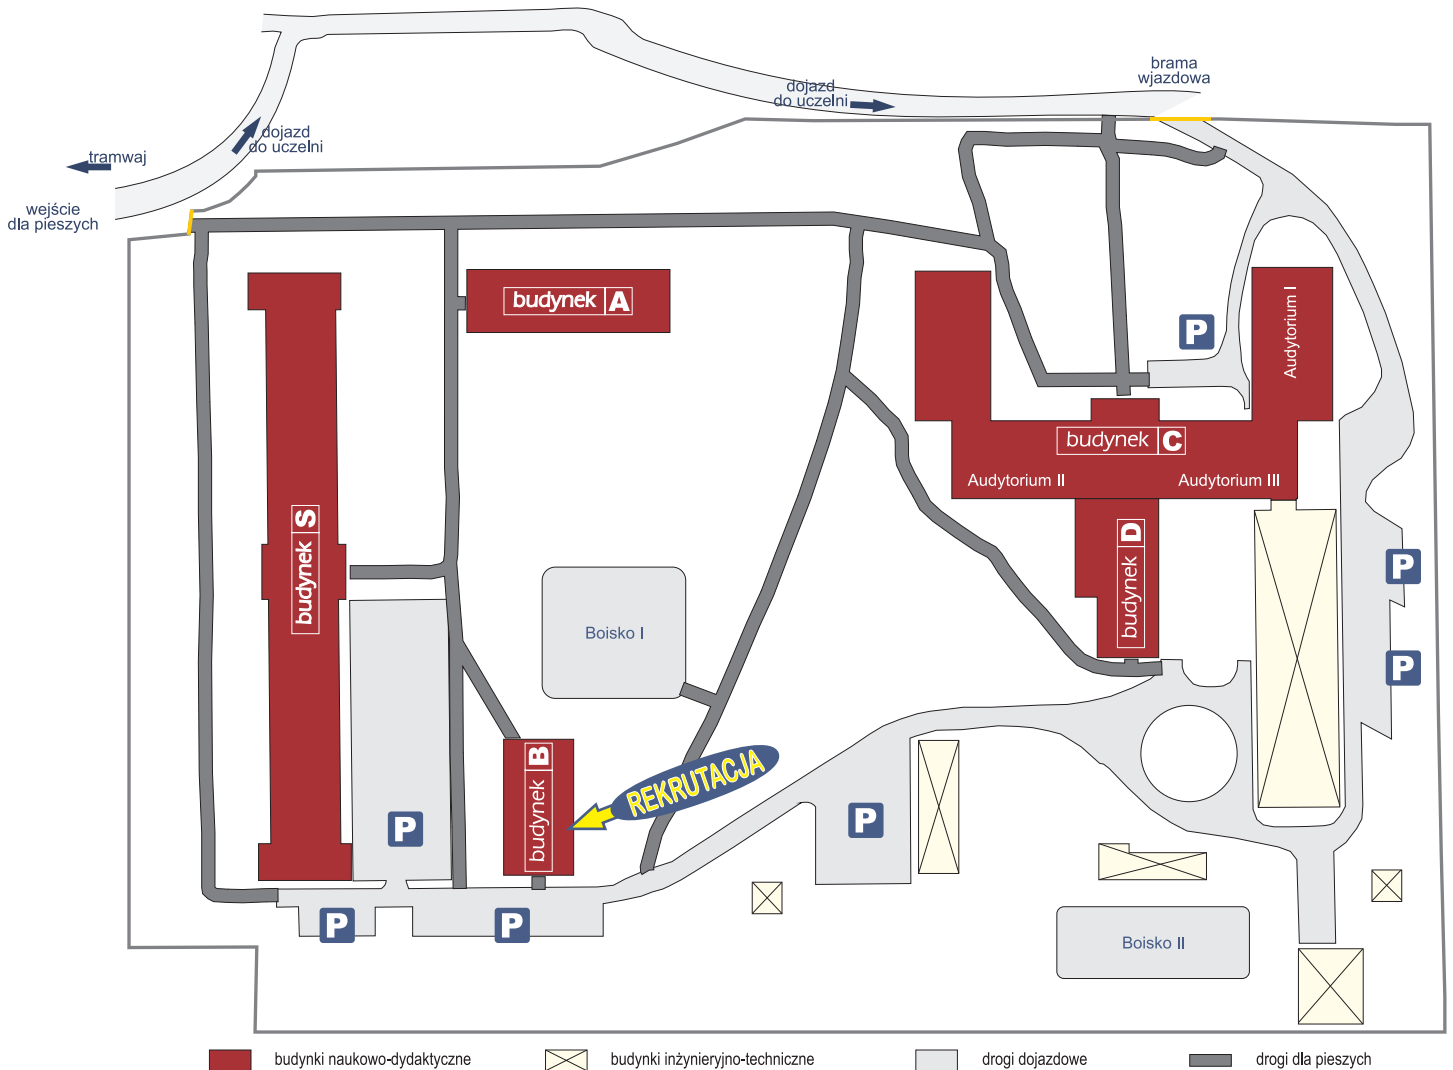 brama
wjazdowa
dojazd
do uczelni
dojazd
do uczelni
tramwaj
wejście
dla pieszych
budynek A
P
Audytorium I
budynek C
Audytorium II
Audytorium III
budynek S
budynek D
P
Boisko I
P
budynek B
REKRUTACJA
P
P
P
P
Boisko II
budynki naukowo-dydaktyczne
budynki inżynieryjno-techniczne
drogi dojazdowe
drogi dla pieszych